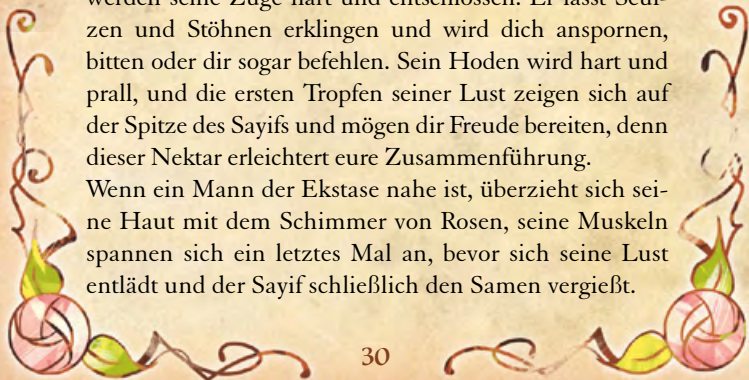 werden seine Züge hart und entschlossen. Er lässt Seuf-
zen und Stöhnen erklingen und wird dich anspornen,
bitten oder dir sogar befehlen. Sein Hoden wird hart und
prall, und die ersten Tropfen seiner Lust zeigen sich auf
der Spitze des Sayifs und mögen dir Freude bereiten, denn
dieser Nektar erleichtert eure Zusammenführung.
Wenn ein Mann der Ekstase nahe ist, überzieht sich sei-
ne Haut mit dem Schimmer von Rosen, seine Muskeln
spannen sich ein letztes Mal an, bevor sich seine Lust
entlädt und der Sayif schließlich den Samen vergießt.
30